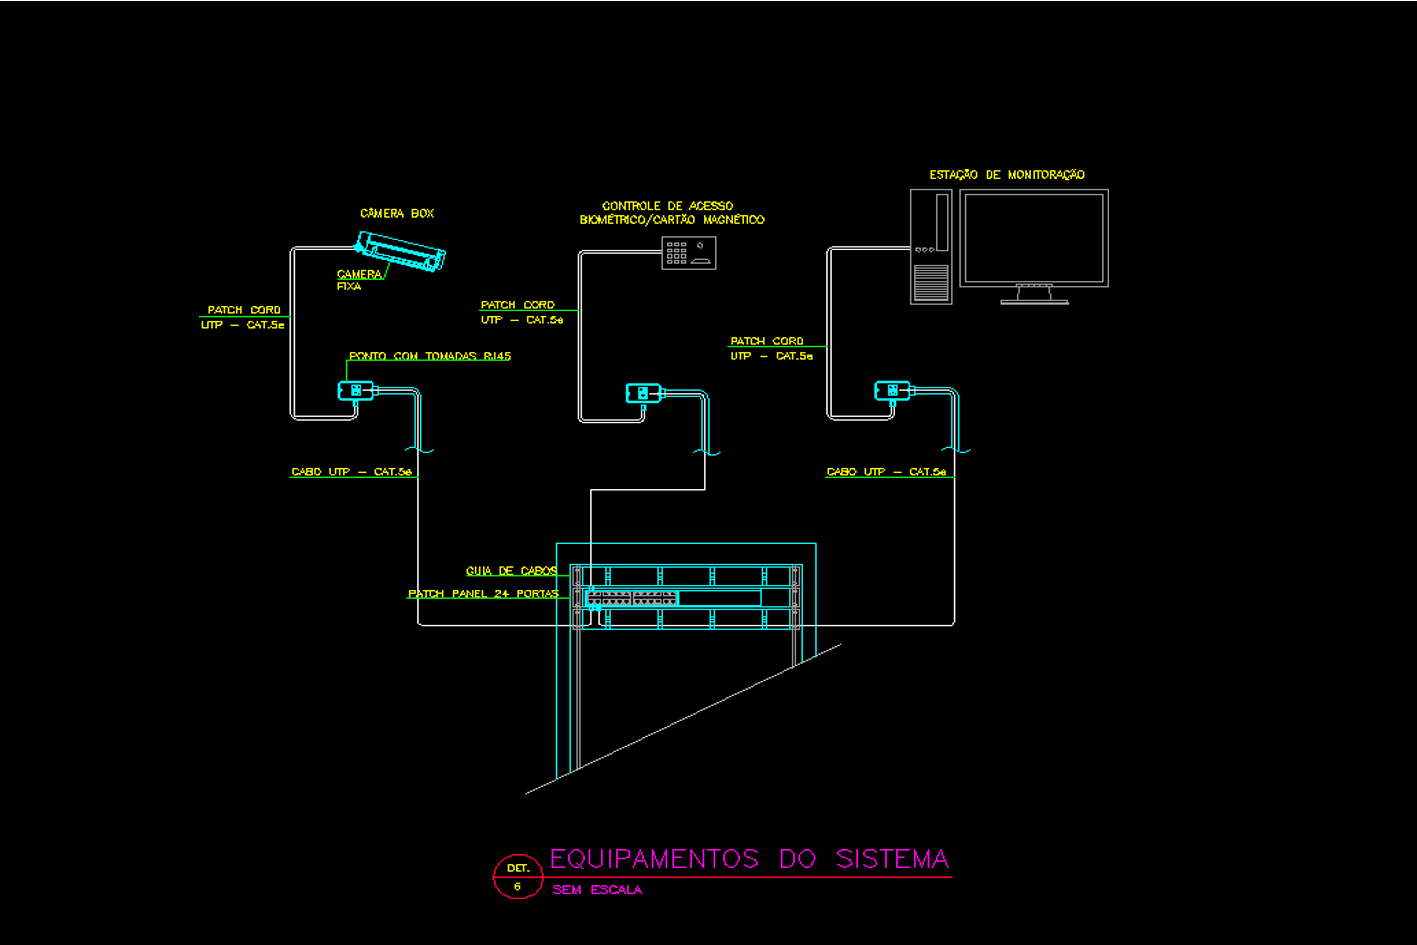 ESTAÇÃO DE MONITORAÇÃO
CÂMERA BOX
CONTROLE DE ACESSO
BIOMÉTRICO/CARTÃO MAGNÉTICO
CAMERA
FIXA
PATCH CORD
UTP - CAT.5e
PATCH CORD
UTP - CAT.5e
PATCH CORD
UTP - CAT.5e
PONTO COM TOMADAS RJ45
CABO UTP - CAT.5e
CABO UTP - CAT.5e
GUIA DE CABOS
PATCH PANEL 24 PORTAS
DET.
6
EQUIPAMENTOS DO SISTEMA
SEM ESCALA